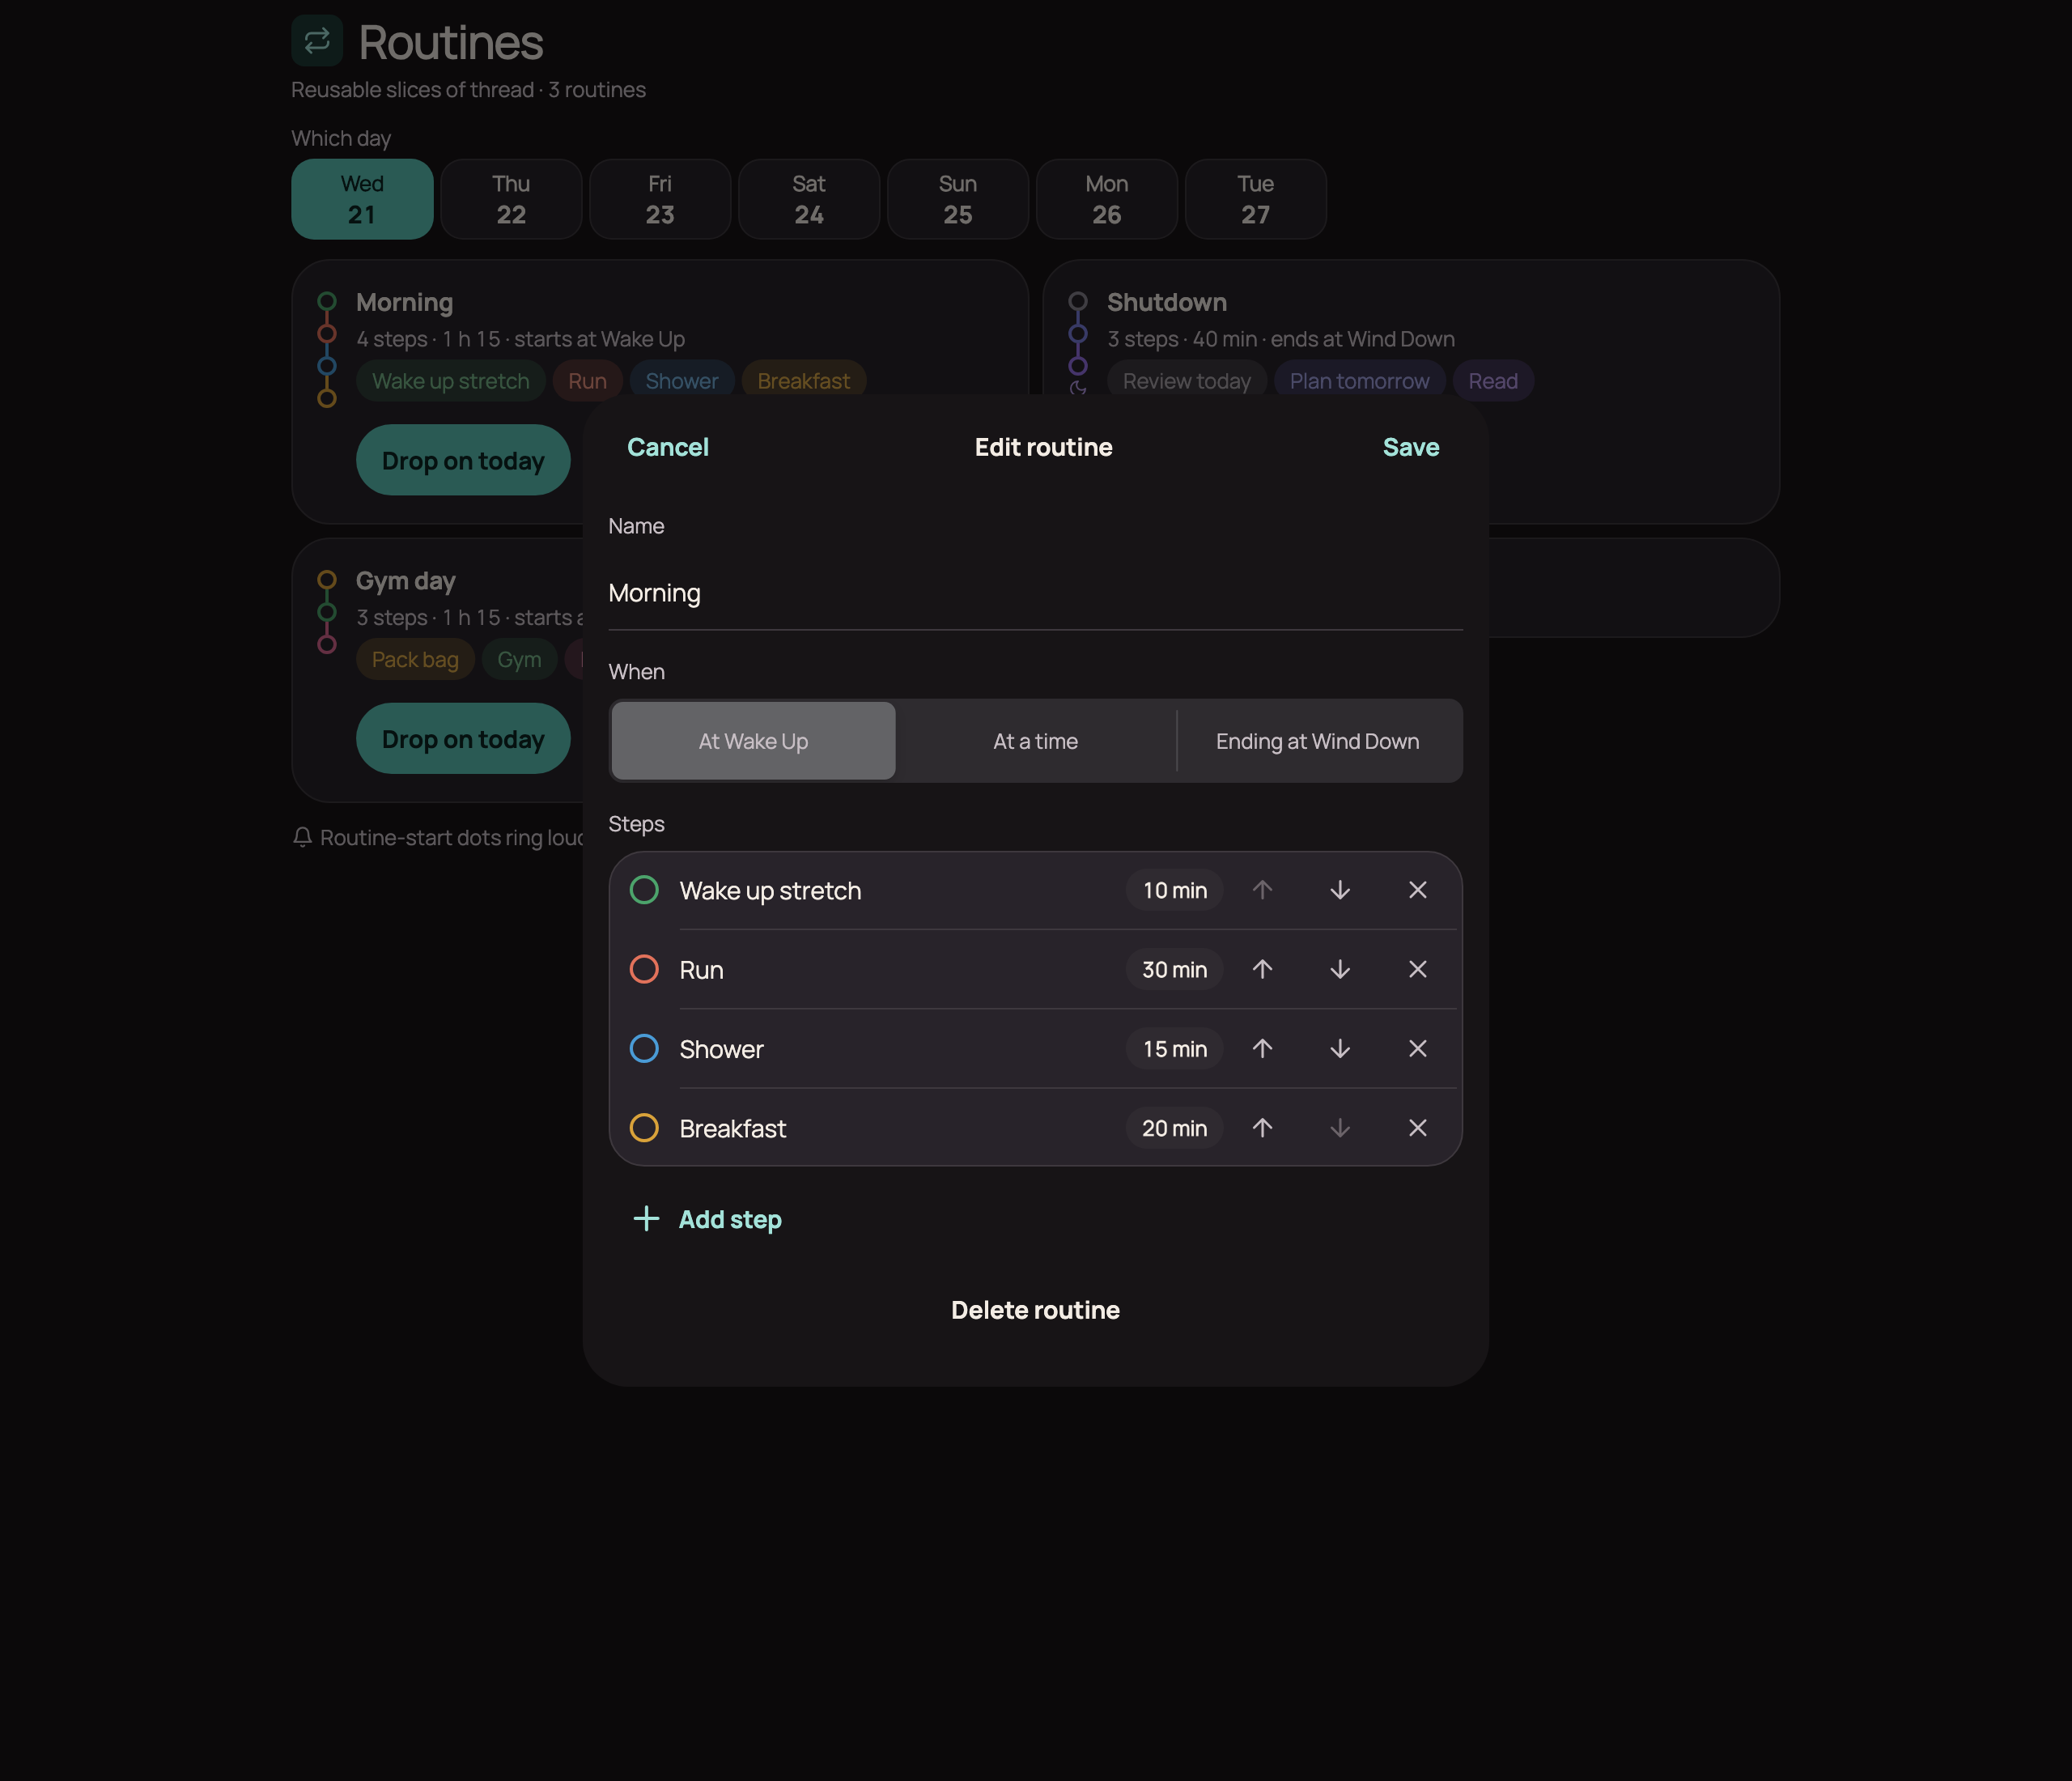 Routines
Reusable slices of thread · 3 routines
Which day
Wed
21
Thu
22
Fri
23
Sat
24
Sun
25
Mon
26
Tue
27
Morning
4 steps · 1 h 15 · starts at Wake Up
Wake up stretch Run Shower Breakfast
Drop on today
Shutdown
3 steps · 40 min · ends at Wind Down
Review today Plan tomorrow Read
Gym day
3 steps · 1 h 15 · starts
Pack bag Gym
Drop on today
Routine-start dots ring
Cancel Edit routine Save
Name
Morning
When
At Wake Up At a time Ending at Wind Down
Steps
Wake up stretch 10 min
Run 30 min
Shower 15 min
Breakfast 20 min
Add step
Delete routine